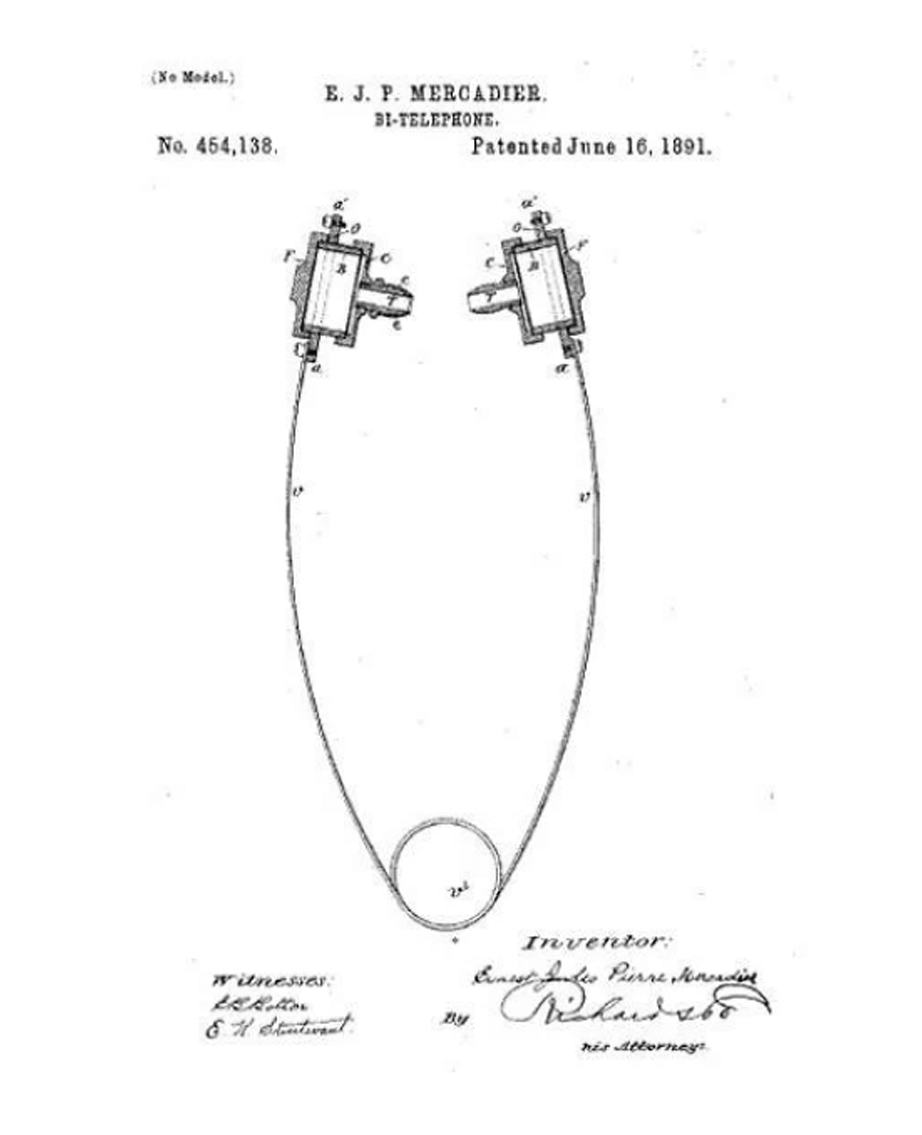 (No Model.)
E. J. P. MERCADIER.
BI-TELEPHONE.
No. 454,138.
Patented June 16, 1891.
a' a'
O O
F C C F
B B
c
T T
c
a a
v v
v²
Inventor:
Ernest Jules Pierre Mercadier
Witnesses:
E. K. Sturtevant.
By Richards & Co
his Attorneys.